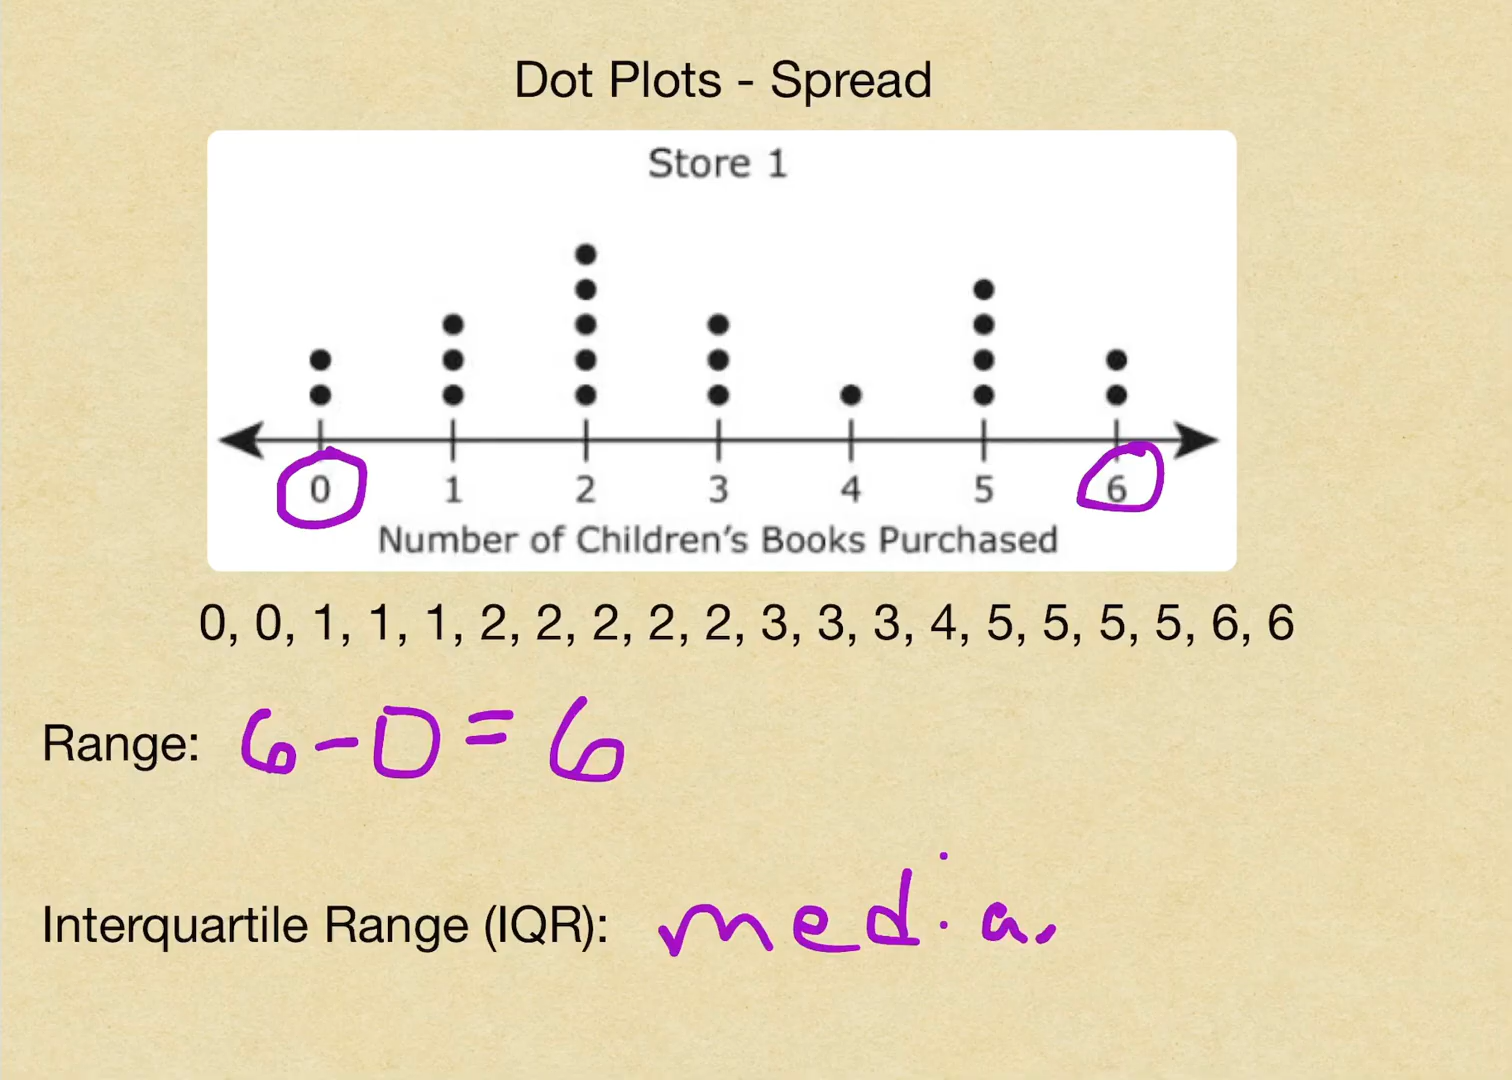 Dot Plots - Spread
Store 1
0 1 2 3 4 5 6
Number of Children's Books Purchased
0, 0, 1, 1, 1, 2, 2, 2, 2, 2, 3, 3, 3, 4, 5, 5, 5, 5, 6, 6
Range: 6-0=6
Interquartile Range (IQR): media